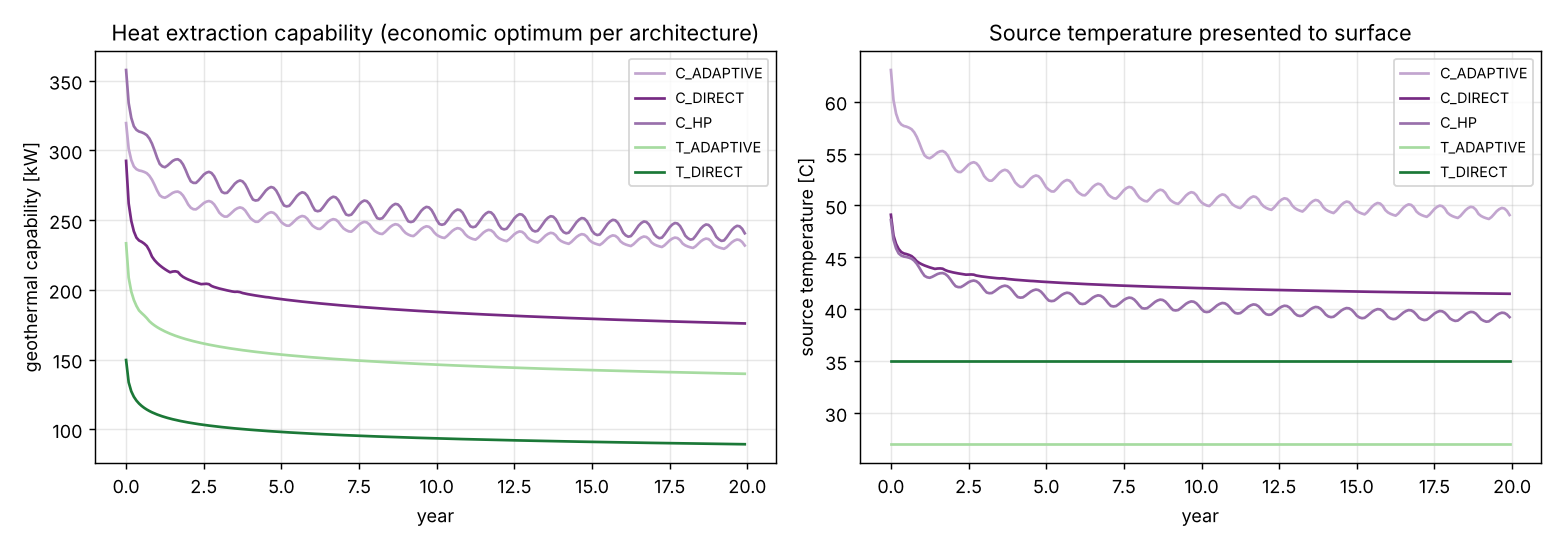 Heat extraction capability (economic optimum per architecture)
geothermal capability [kW]
350
300
250
200
150
100
C_ADAPTIVE
C_DIRECT
C_HP
T_ADAPTIVE
T_DIRECT
0.0 2.5 5.0 7.5 10.0 12.5 15.0 17.5 20.0
year
Source temperature presented to surface
source temperature [C]
60
55
50
45
40
35
30
C_ADAPTIVE
C_DIRECT
C_HP
T_ADAPTIVE
T_DIRECT
0.0 2.5 5.0 7.5 10.0 12.5 15.0 17.5 20.0
year